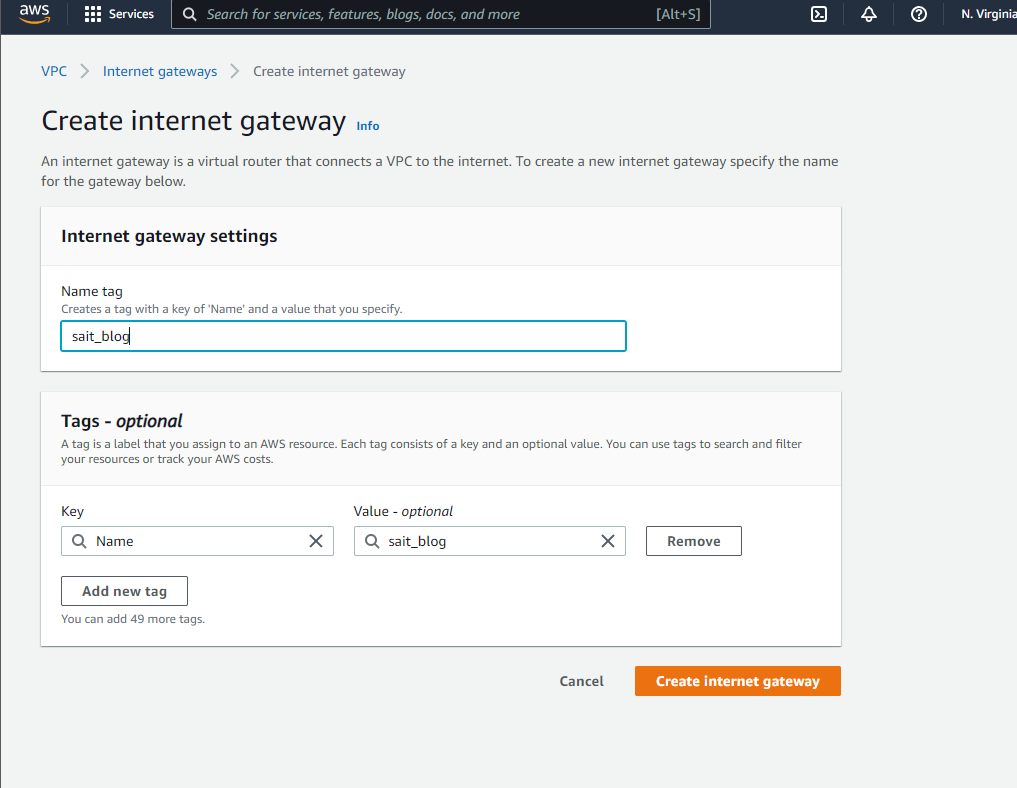 aws
Services
Search for services, features, blogs, docs, and more
[Alt+S]
N. Virginia
VPC
Internet gateways
Create internet gateway
Create internet gateway Info
An internet gateway is a virtual router that connects a VPC to the internet. To create a new internet gateway specify the name
for the gateway below.
Internet gateway settings
Name tag
Creates a tag with a key of 'Name' and a value that you specify.
sait_blog
Tags - optional
A tag is a label that you assign to an AWS resource. Each tag consists of a key and an optional value. You can use tags to search and filter
your resources or track your AWS costs.
Key
Value - optional
Name
sait_blog
Remove
Add new tag
You can add 49 more tags.
Cancel
Create internet gateway